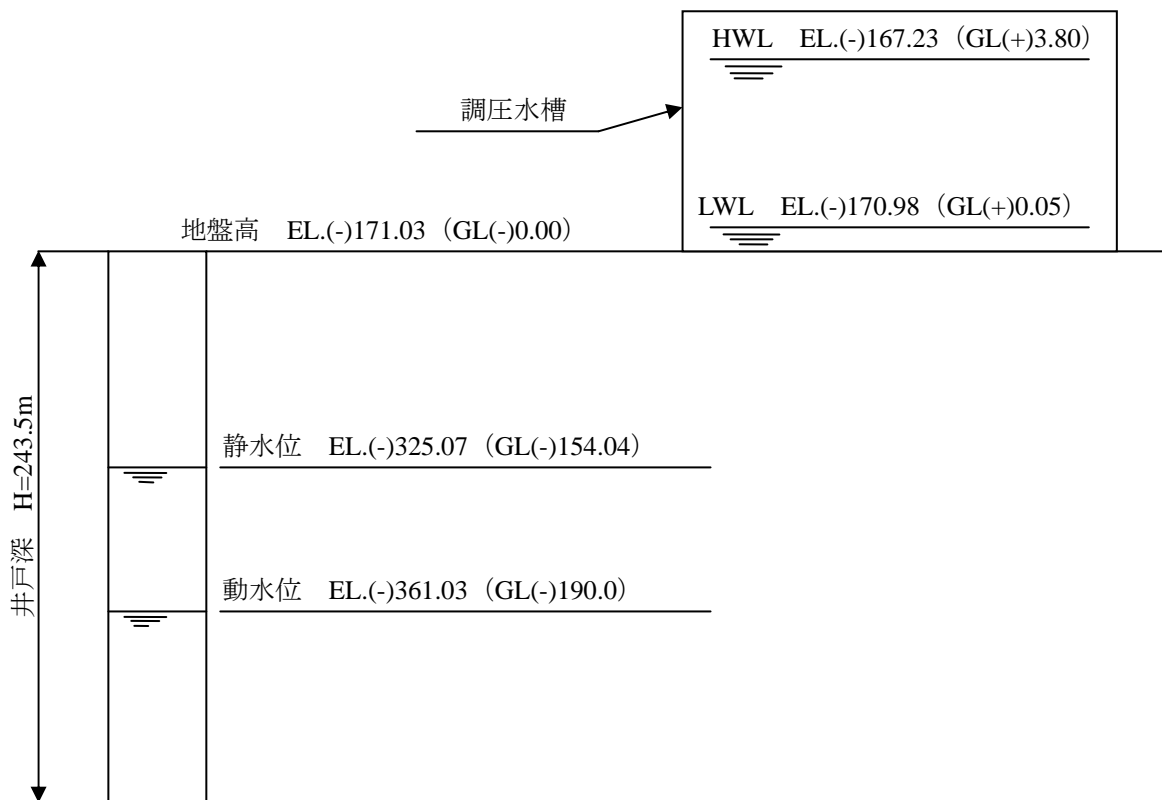 HWL EL.(-)167.23（GL(+)3.80）
調圧水槽
LWL EL.(-)170.98（GL(+)0.05）
地盤高 EL.(-)171.03（GL(-)0.00）
井戸深 H=243.5m
静水位 EL.(-)325.07（GL(-)154.04）
動水位 EL.(-)361.03（GL(-)190.0）